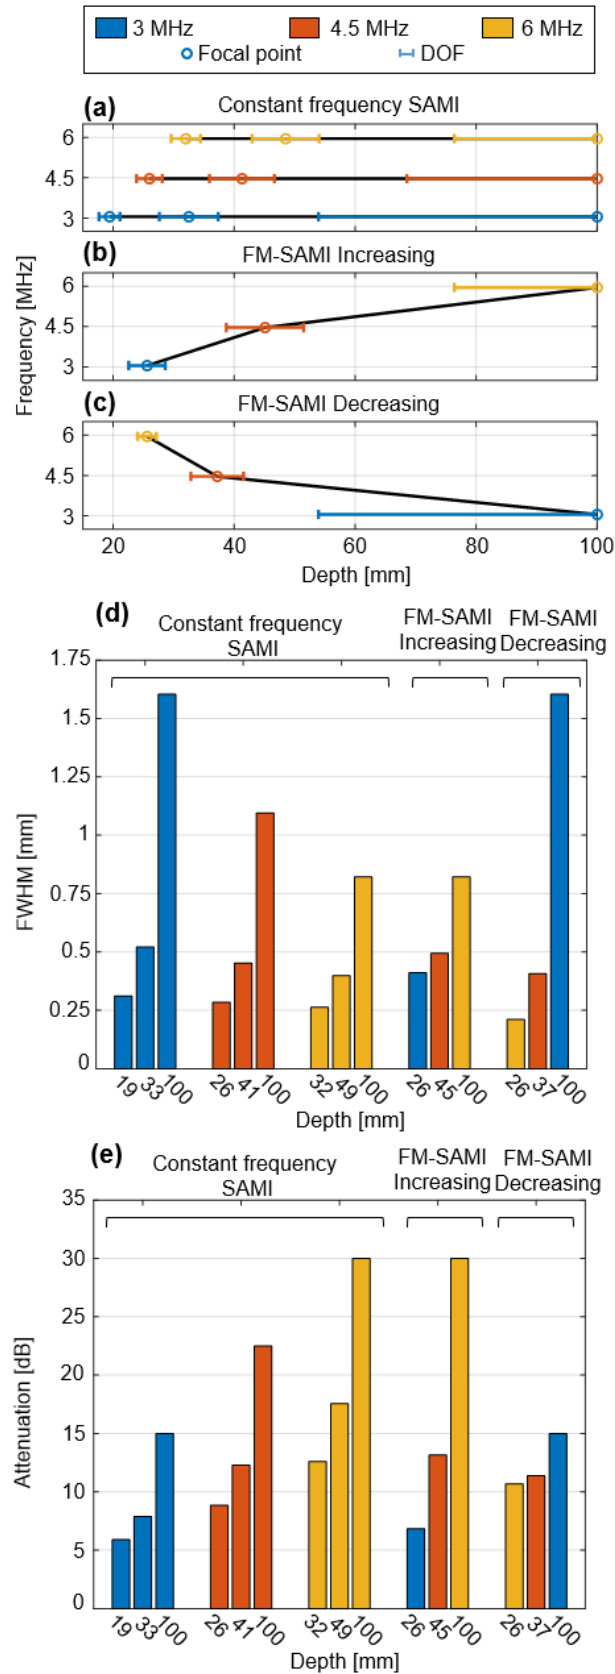 3 MHz 4.5 MHz 6 MHz
Focal point DOF
(a) Constant frequency SAMI
6
4.5
3
(b) FM-SAMI Increasing
6
4.5
3
(c) FM-SAMI Decreasing
6
4.5
3
20 40 60 80 100
Depth [mm]
Frequency [MHz]
(d) Constant frequency SAMI
FM-SAMI Increasing
FM-SAMI Decreasing
1.75
1.5
1.25
1
0.75
0.5
0.25
0
FWHM [mm]
19 33 100 26 41 100 32 49 100 26 45 100 26 37 100
Depth [mm]
(e) Constant frequency SAMI
FM-SAMI Increasing
FM-SAMI Decreasing
35
30
25
20
15
10
5
0
Attenuation [dB]
19 33 100 26 41 100 32 49 100 26 45 100 26 37 100
Depth [mm]